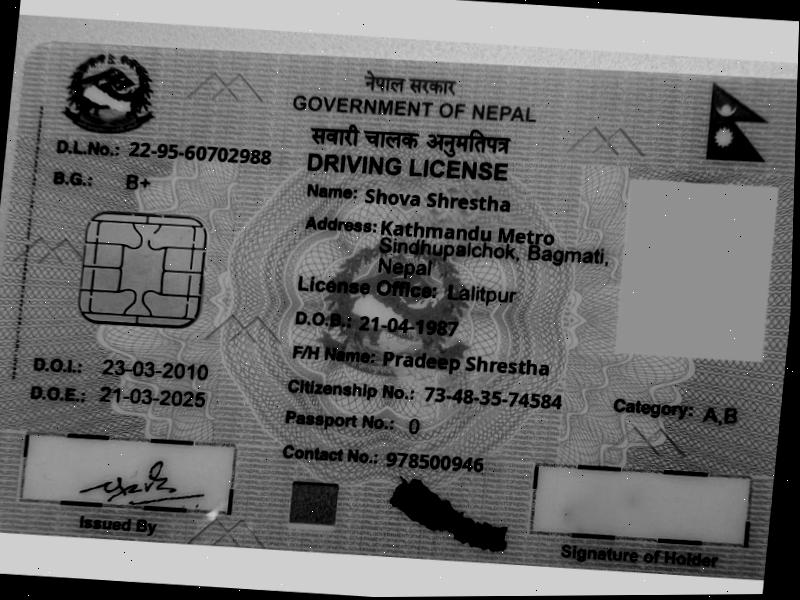 नेपाल सरकार
GOVERNMENT OF NEPAL
सवारी चालक अनुमतिपत्र
DRIVING LICENSE
D.L.No.: 22-95-60702988
B.G.: B+
Name: Shova Shrestha
Address: Kathmandu Metro
Sindhupalchok, Bagmati,
Nepal
License Office: Lalitpur
D.O.B.: 21-04-1987
F/H Name: Pradeep Shrestha
D.O.I.: 23-03-2010
D.O.E.: 21-03-2025
Citizenship No.: 73-48-35-74584
Category: A,B
Passport No.: 0
Contact No.: 978500946
Issued By
Signature of Holder